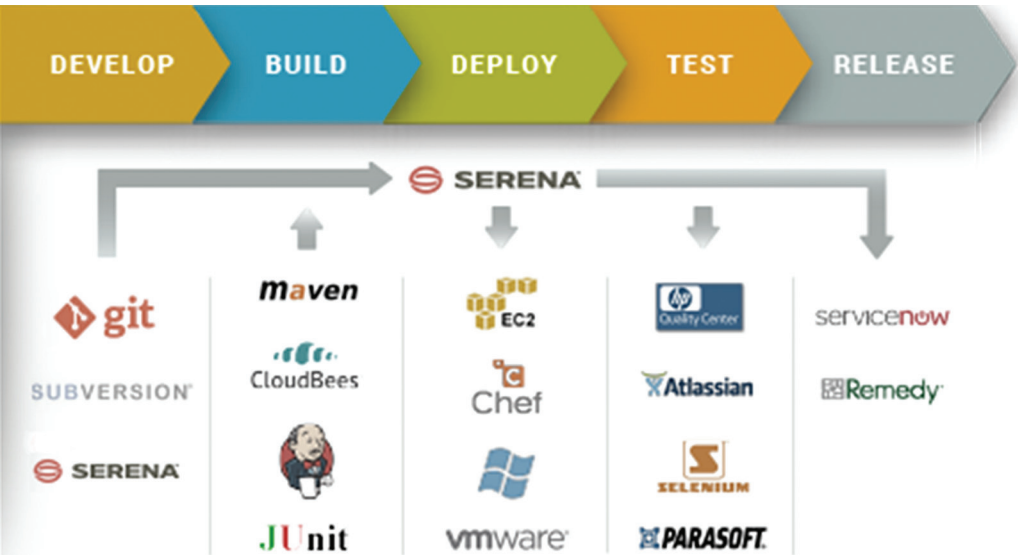 DEVELOP
BUILD
DEPLOY
TEST
RELEASE
SERENA
git
SUBVERSION
SERENA
maven
CloudBees
JUnit
EC2
Chef
vmware
hp
Quality Center
Atlassian
SELENIUM
PARASOFT
servicenow
Remedy